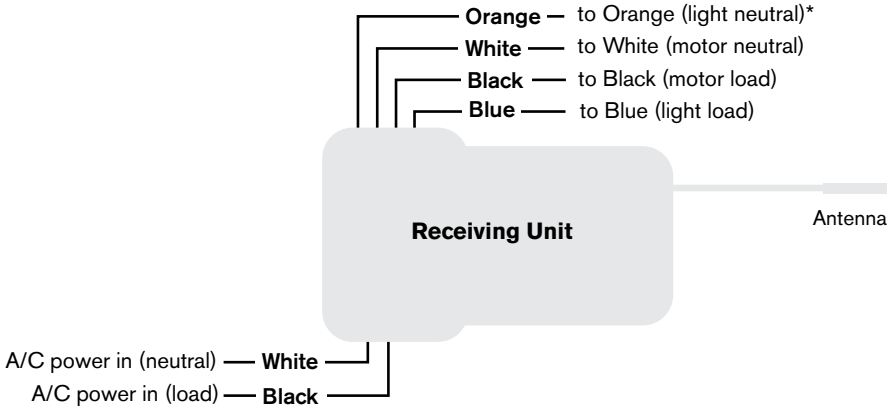 Orange to Orange (light neutral)*
White to White (motor neutral)
Black to Black (motor load)
Blue to Blue (light load)
Receiving Unit
Antenna
A/C power in (neutral) White
A/C power in (load) Black